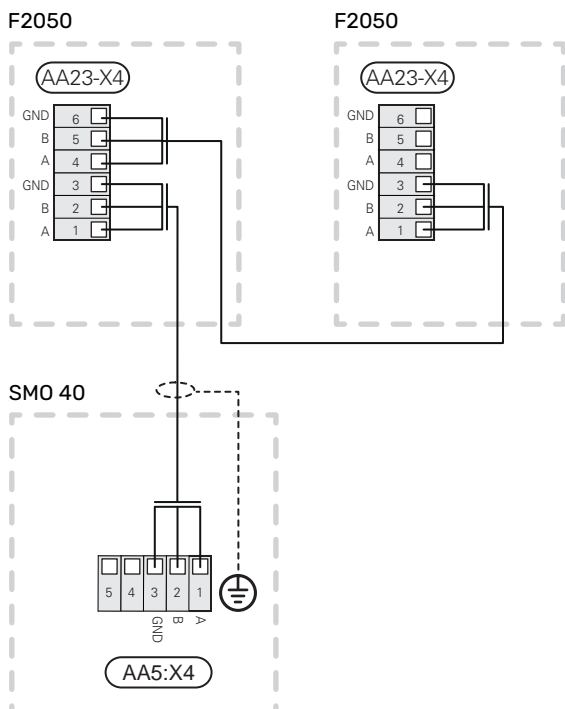 F2050
AA23-X4
GND 6
B 5
A 4
GND 3
B 2
A 1
F2050
AA23-X4
GND 6
B 5
A 4
GND 3
B 2
A 1
SMO 40
5 4 3 2 1
GND B A
AA5:X4